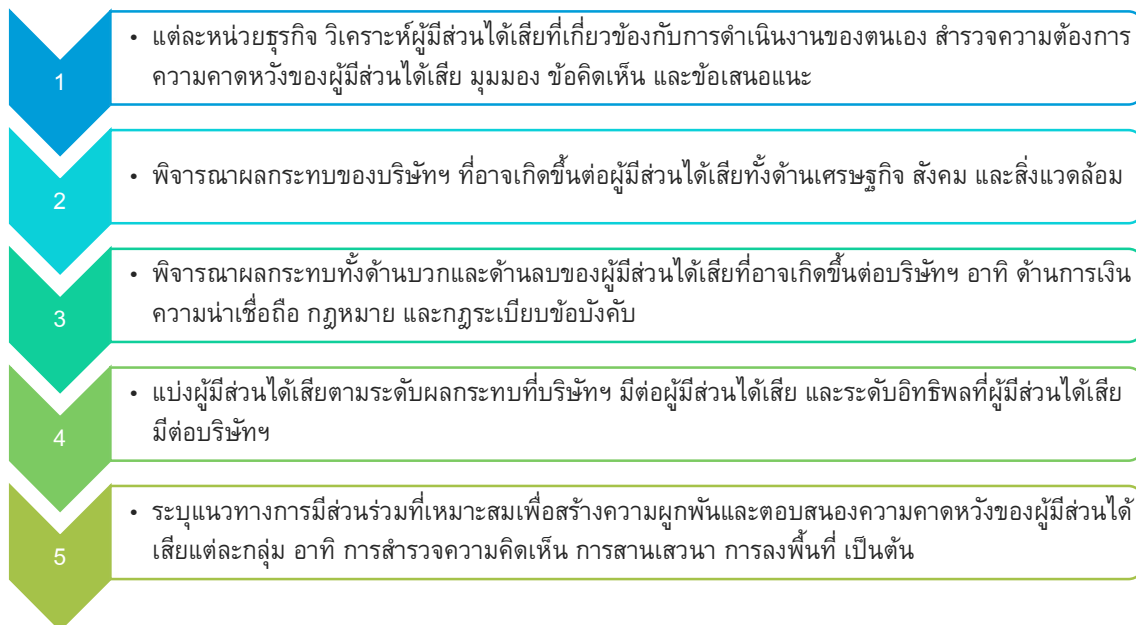 1
• แต่ละหน่วยธุรกิจ วิเคราะห์ผู้มีส่วนได้เสียที่เกี่ยวข้องกับการดำเนินงานของตนเอง สำรวจความต้องการ
ความคาดหวังของผู้มีส่วนได้เสีย มุมมอง ข้อคิดเห็น และข้อเสนอแนะ
2
• พิจารณาผลกระทบของบริษัทฯ ที่อาจเกิดขึ้นต่อผู้มีส่วนได้เสียทั้งด้านเศรษฐกิจ สังคม และสิ่งแวดล้อม
3
• พิจารณาผลกระทบทั้งด้านบวกและด้านลบของผู้มีส่วนได้เสียที่อาจเกิดขึ้นต่อบริษัทฯ อาทิ ด้านการเงิน
ความน่าเชื่อถือ กฎหมาย และกฎระเบียบข้อบังคับ
4
• แบ่งผู้มีส่วนได้เสียตามระดับผลกระทบที่บริษัทฯ มีต่อผู้มีส่วนได้เสีย และระดับอิทธิพลที่ผู้มีส่วนได้เสีย
มีต่อบริษัทฯ
5
• ระบุแนวทางการมีส่วนร่วมที่เหมาะสมเพื่อสร้างความผูกพันและตอบสนองความคาดหวังของผู้มีส่วนได้
เสียแต่ละกลุ่ม อาทิ การสำรวจความคิดเห็น การสานเสวนา การลงพื้นที่ เป็นต้น